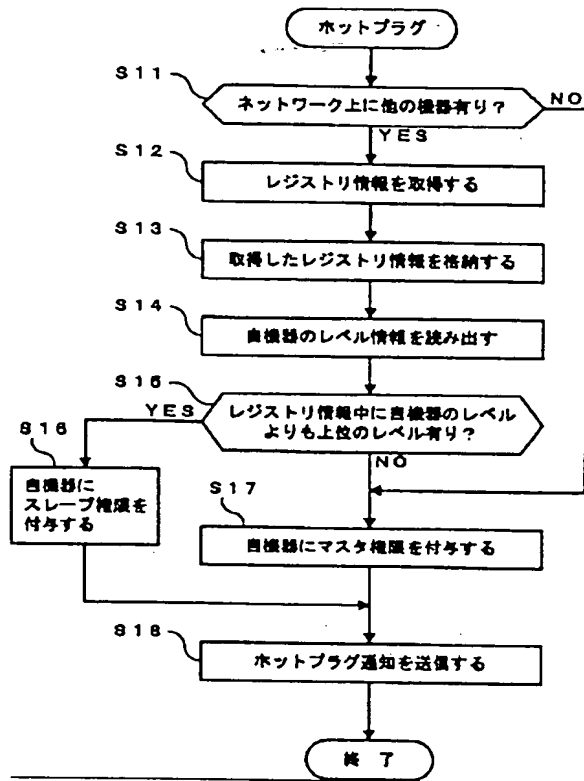 ホットプラグ
S11
ネットワーク上に他の機器有り？
NO
YES
S12
レジストリ情報を取得する
S13
取得したレジストリ情報を格納する
S14
自機器のレベル情報を読み出す
S16
レジストリ情報中に自機器のレベル
よりも上位のレベル有り？
YES
NO
S16
自機器に
スレーブ権限を
付与する
S17
自機器にマスタ権限を付与する
S18
ホットプラグ通知を送信する
終 了